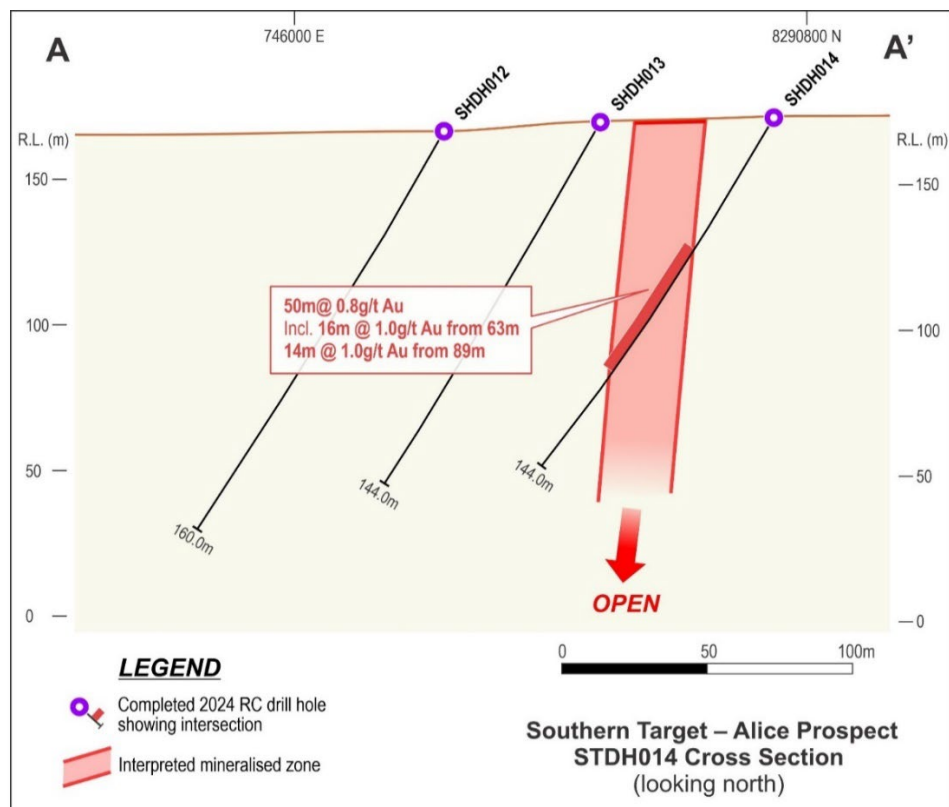 A
746000 E
8290800 N
A'
SHDH012
SHDH013
SHDH014
R.L. (m)
R.L. (m)
150
150
100
100
50
50
0
0
50m@ 0.8g/t Au
Incl. 16m @ 1.0g/t Au from 63m
14m @ 1.0g/t Au from 89m
160.0m
144.0m
144.0m
OPEN
0 50 100m
LEGEND
Completed 2024 RC drill hole
showing intersection
Interpreted mineralised zone
Southern Target – Alice Prospect
STDH014 Cross Section
(looking north)